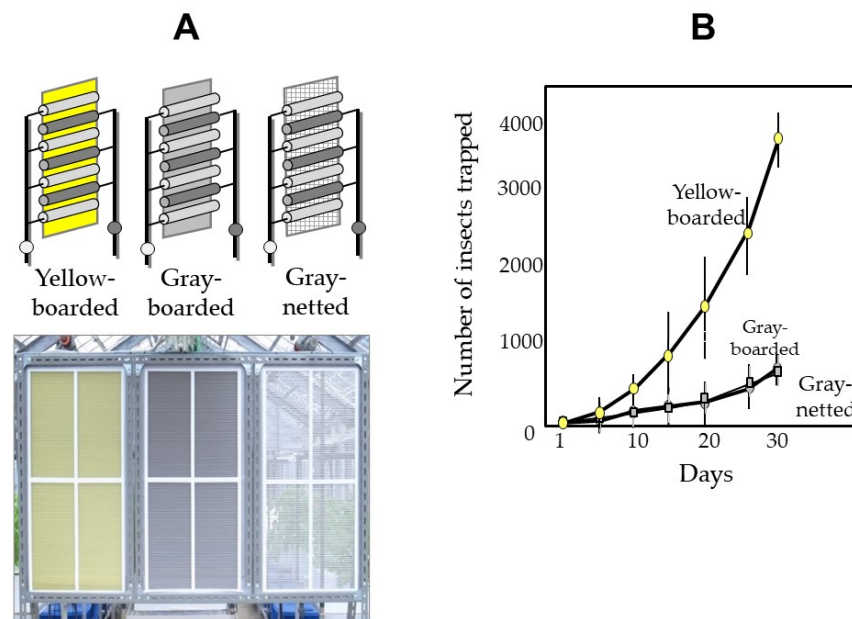 A
Yellow-
boarded
Gray-
boarded
Gray-
netted
B
Number of insects trapped
4000
3000
2000
1000
0
Yellow-
boarded
Gray-
boarded
Gray-
netted
1
10
20
30
Days